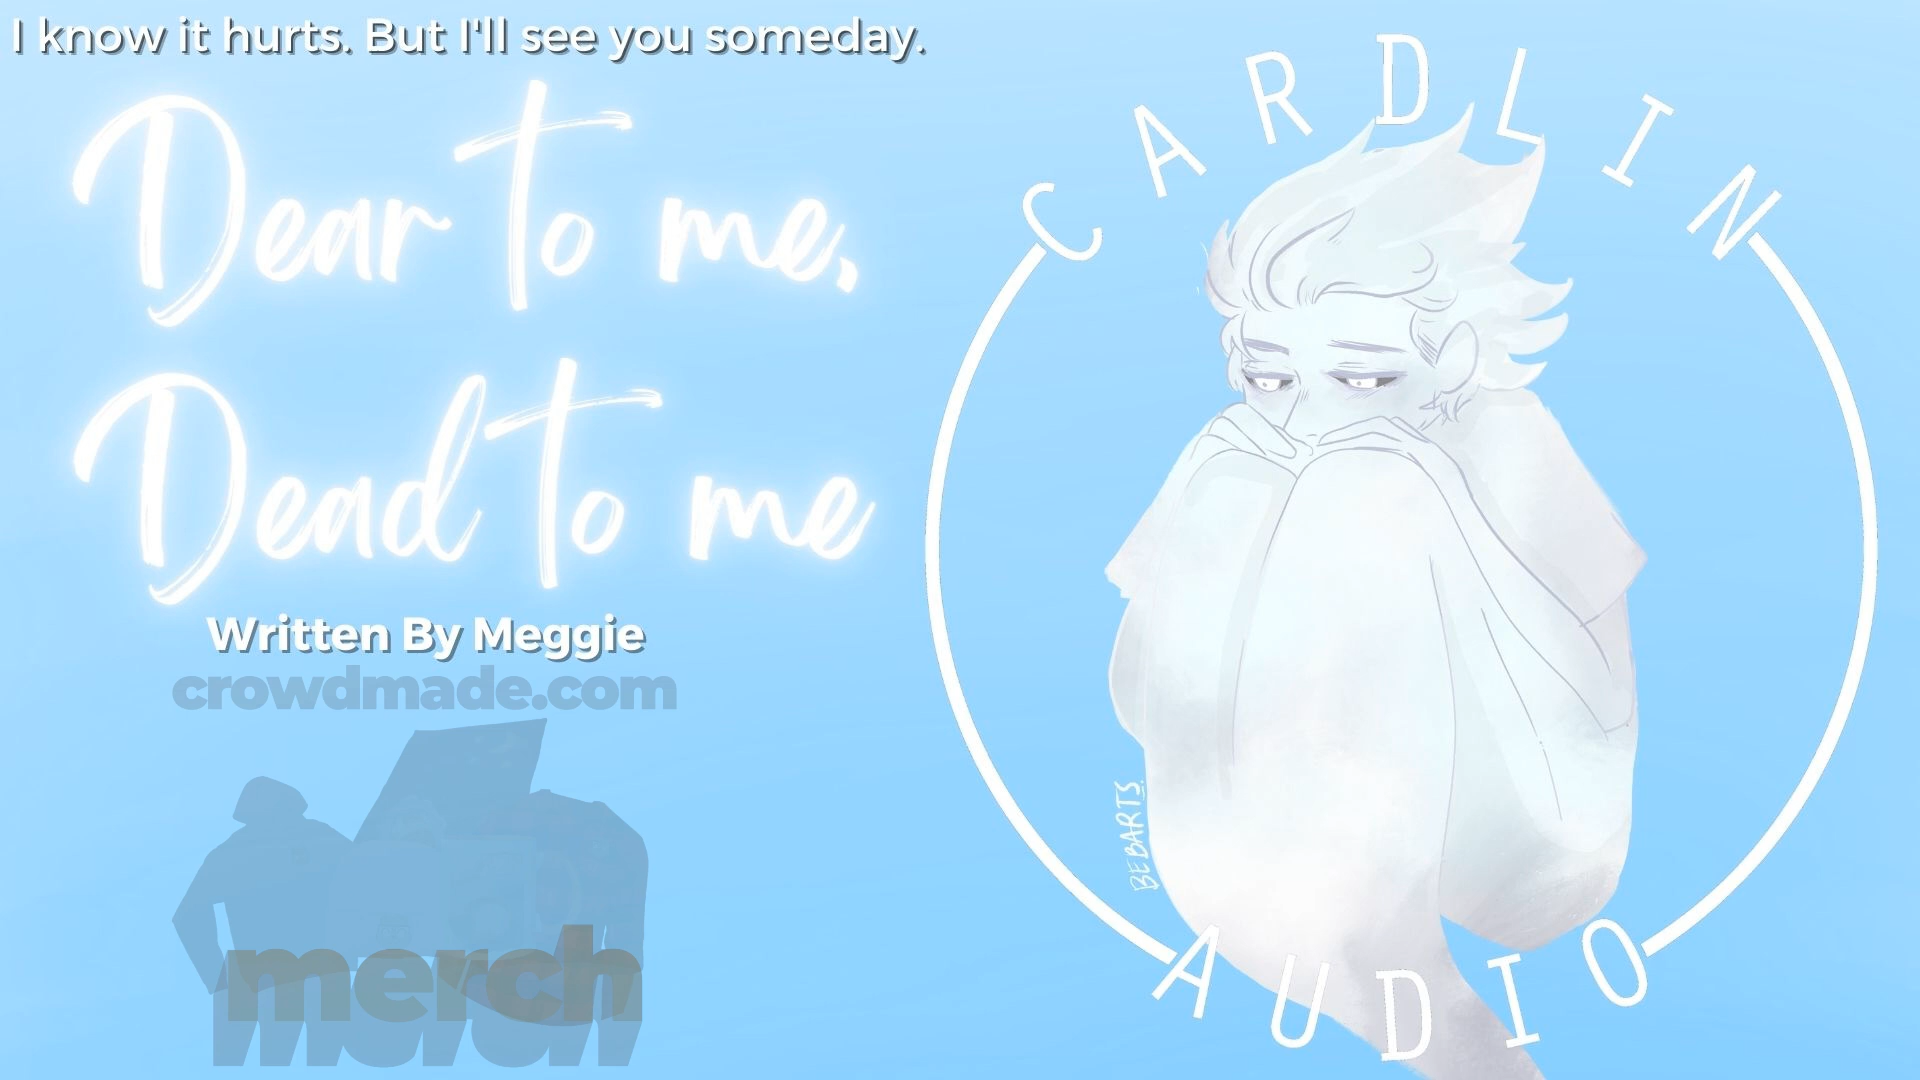 I know it hurts. But I'll see you someday.
Dear to me,
Dead to me
Written By Meggie
crowdmade.com
merch
CARDLIN
AUDIO
BEBARTS.